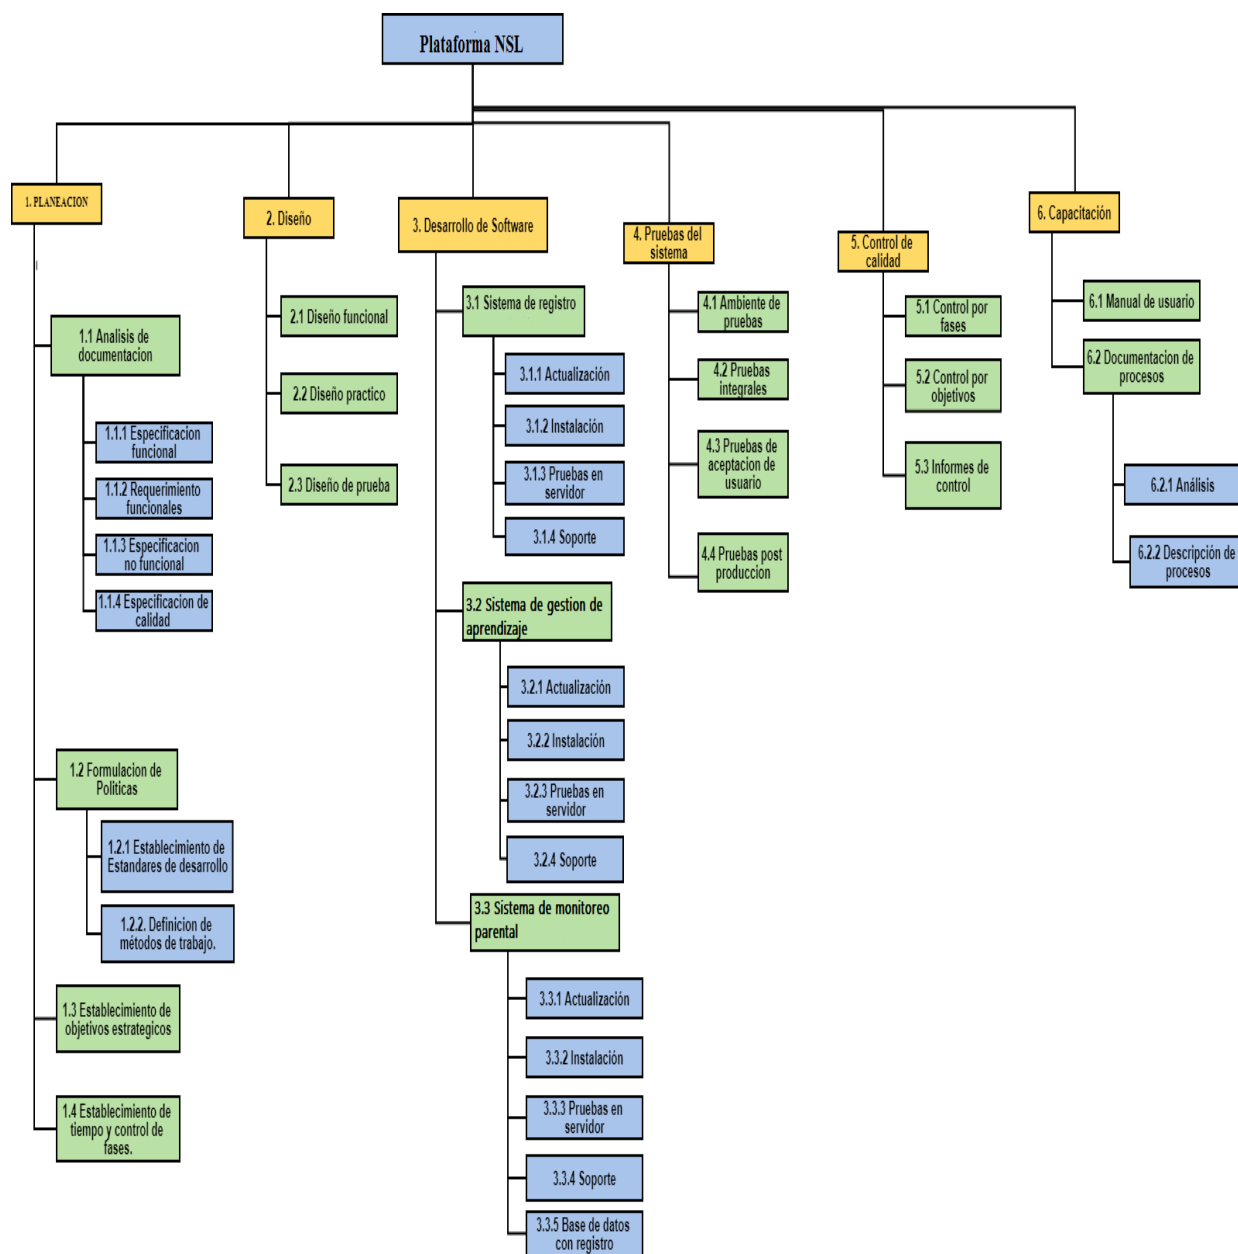 Plataforma NSL
1. PLANEACION
1.1 Analisis de
documentacion
1.1.1 Especificacion
funcional
1.1.2 Requerimiento
funcionales
1.1.3 Especificacion
no funcional
1.1.4 Especificacion de
calidad
1.2 Formulacion de
Politicas
1.2.1 Establecimiento de
Estandares de desarrollo
1.2.2. Definicion de
métodos de trabajo.
1.3 Establecimiento de
objetivos estrategicos
1.4 Establecimiento de
tiempo y control de
fases.
2. Diseño
2.1 Diseño funcional
2.2 Diseño practico
2.3 Diseño de prueba
3. Desarrollo de Software
3.1 Sistema de registro
3.1.1 Actualización
3.1.2 Instalación
3.1.3 Pruebas en
servidor
3.1.4 Soporte
3.2 Sistema de gestion de
aprendizaje
3.2.1 Actualización
3.2.2 Instalación
3.2.3 Pruebas en
servidor
3.2.4 Soporte
3.3 Sistema de monitoreo
parental
3.3.1 Actualización
3.3.2 Instalación
3.3.3 Pruebas en
servidor
3.3.4 Soporte
3.3.5 Base de datos
con registro
4. Pruebas del
sistema
4.1 Ambiente de
pruebas
4.2 Pruebas
integrales
4.3 Pruebas de
aceptacion de
usuario
4.4 Pruebas post
produccion
5. Control de
calidad
5.1 Control por
fases
5.2 Control por
objetivos
5.3 Informes de
control
6. Capacitación
6.1 Manual de usuario
6.2 Documentacion de
procesos
6.2.1 Análisis
6.2.2 Descripción de
procesos